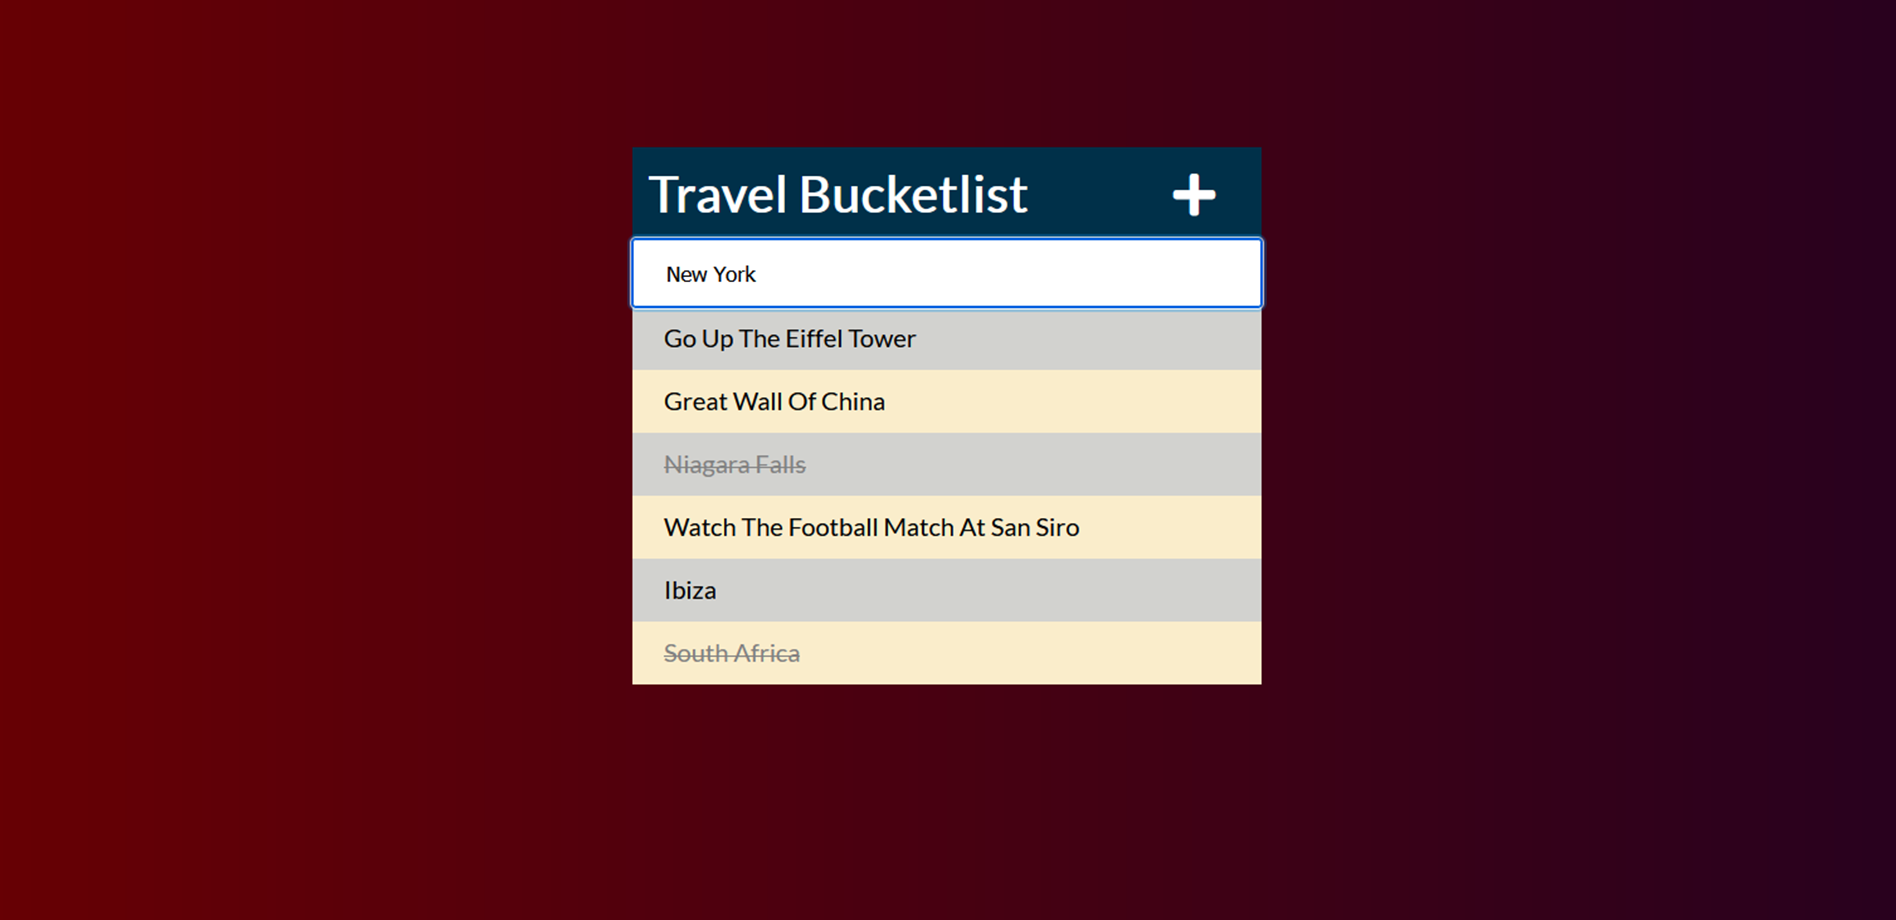 Travel Bucketlist
New York
Go Up The Eiffel Tower
Great Wall Of China
Niagara Falls
Watch The Football Match At San Siro
Ibiza
South Africa